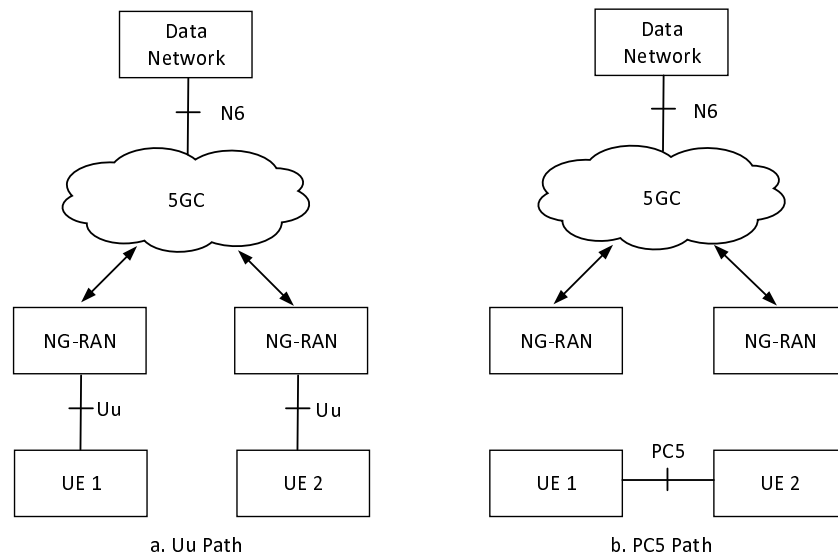 Data
Network
N6
5GC
NG-RAN
NG-RAN
Uu
Uu
UE 1
UE 2
a. Uu Path
Data
Network
N6
5GC
NG-RAN
NG-RAN
PC5
UE 1
UE 2
b. PC5 Path